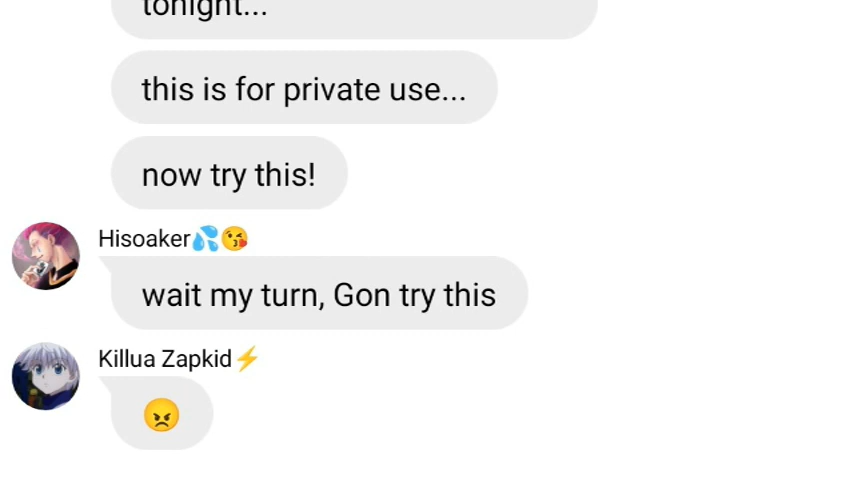 tonight...
this is for private use...
now try this!
Hisoaker💦😘
wait my turn, Gon try this
Killua Zapkid⚡
😠